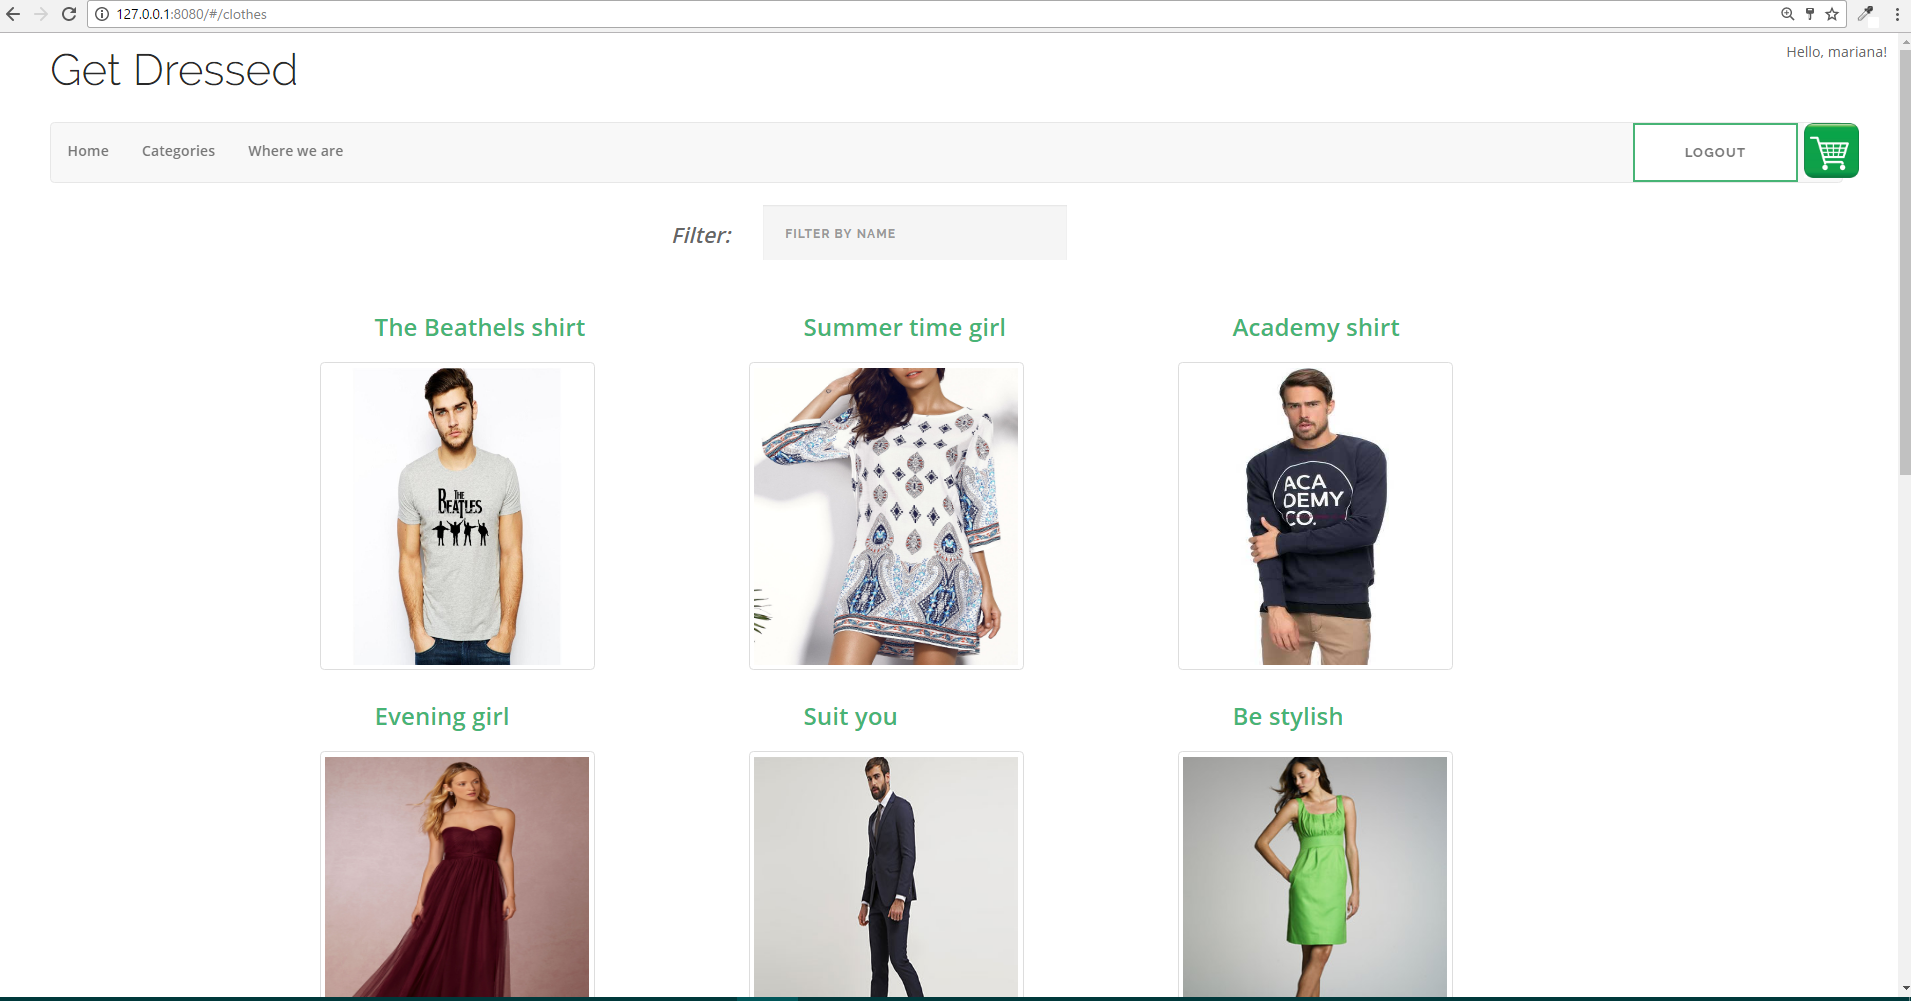 127.0.0.1:8080/#/clothes
Hello, mariana!
Get Dressed
Home Categories Where we are LOGOUT
Filter: FILTER BY NAME
The Beathels shirt Summer time girl Academy shirt
THE
BEATLES
ACA
DEMY
CO.
Evening girl Suit you Be stylish